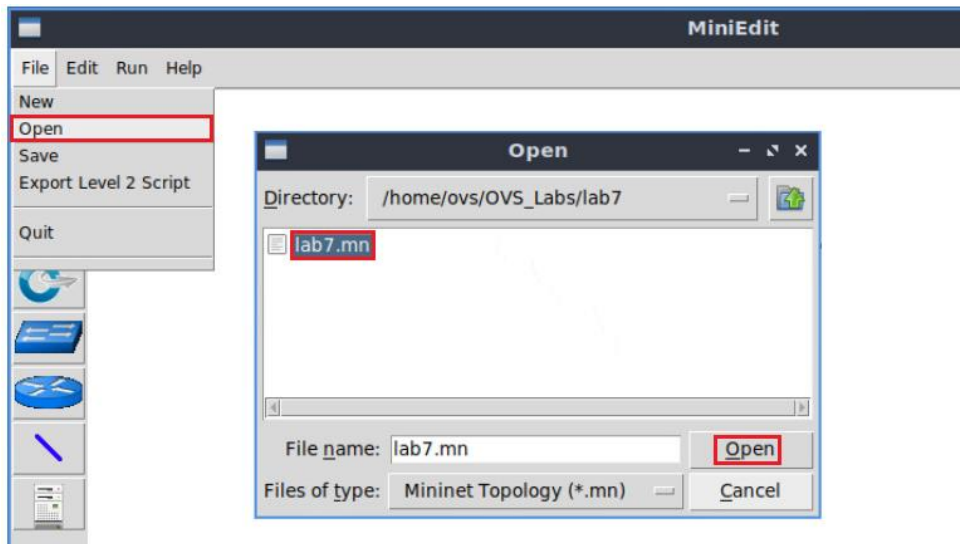 MiniEdit
File Edit Run Help
New
Open
Save
Export Level 2 Script
Quit
Open
Directory: /home/ovs/OVS_Labs/lab7
lab7.mn
File name: lab7.mn Open
Files of type: Mininet Topology (*.mn) Cancel